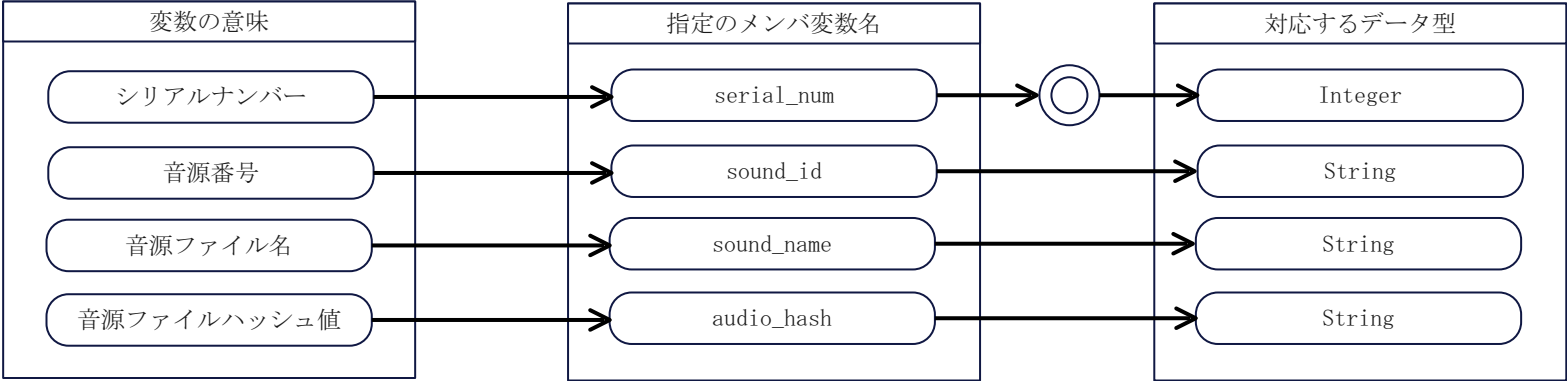 変数の意味
指定のメンバ変数名
対応するデータ型
シリアルナンバー
serial_num
Integer
音源番号
sound_id
String
音源ファイル名
sound_name
String
音源ファイルハッシュ値
audio_hash
String